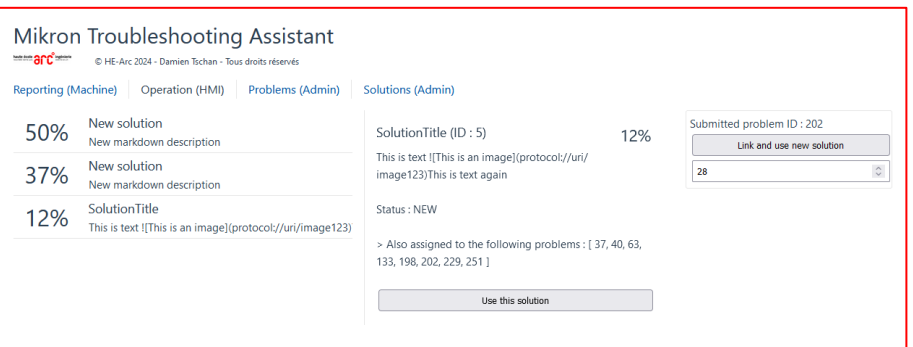 Mikron Troubleshooting Assistant
arc © HE-Arc 2024 - Damien Tschan - Tous droits réservés
Reporting (Machine) Operation (HMI) Problems (Admin) Solutions (Admin)
50% New solution
New markdown description
37% New solution
New markdown description
12% SolutionTitle
This is text ![This is an image](protocol://uri/image123)
SolutionTitle (ID : 5) 12%
This is text ![This is an image](protocol://uri/
image123)This is text again
Status : NEW
> Also assigned to the following problems : [ 37, 40, 63,
133, 198, 202, 229, 251 ]
Use this solution
Submitted problem ID : 202
Link and use new solution
28